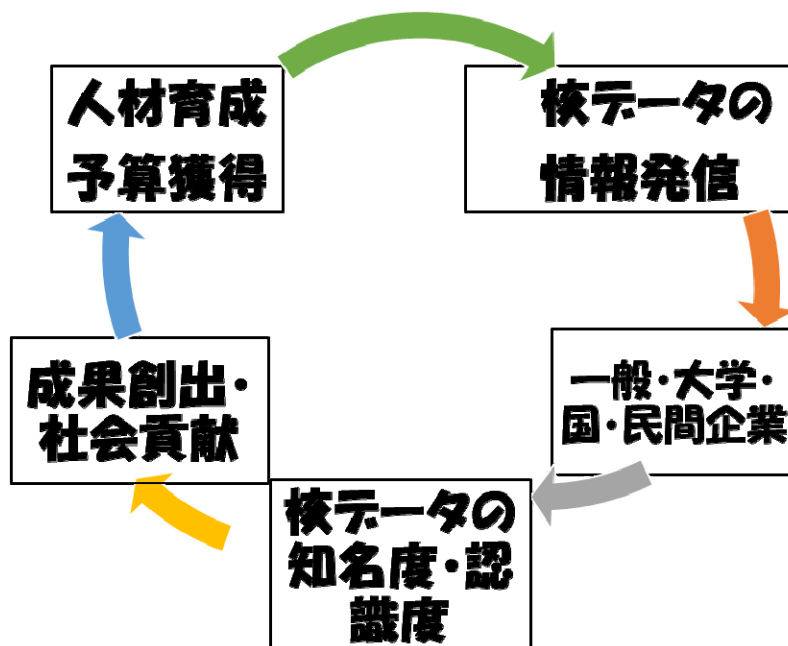 人材育成
予算獲得
核データの
情報発信
一般・大学・
国・民間企業
核データの
知名度・認
識度
成果創出・
社会貢献